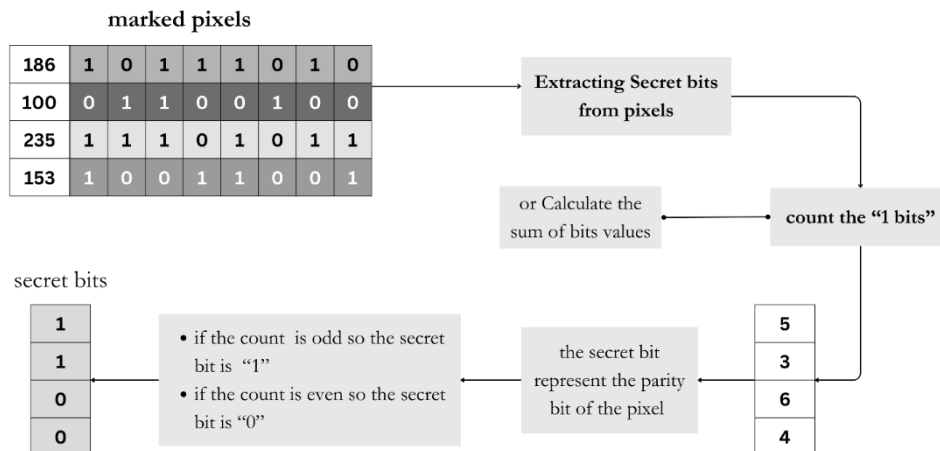 marked pixels
186 1 0 1 1 1 0 1 0
100 0 1 1 0 0 1 0 0
235 1 1 1 0 1 0 1 1
153 1 0 0 1 1 0 0 1
Extracting Secret bits
from pixels
or Calculate the
sum of bits values
count the “1 bits”
secret bits
1
1
0
0
• if the count is odd so the secret
bit is “1”
• if the count is even so the secret
bit is “0”
the secret bit
represent the parity
bit of the pixel
5
3
6
4